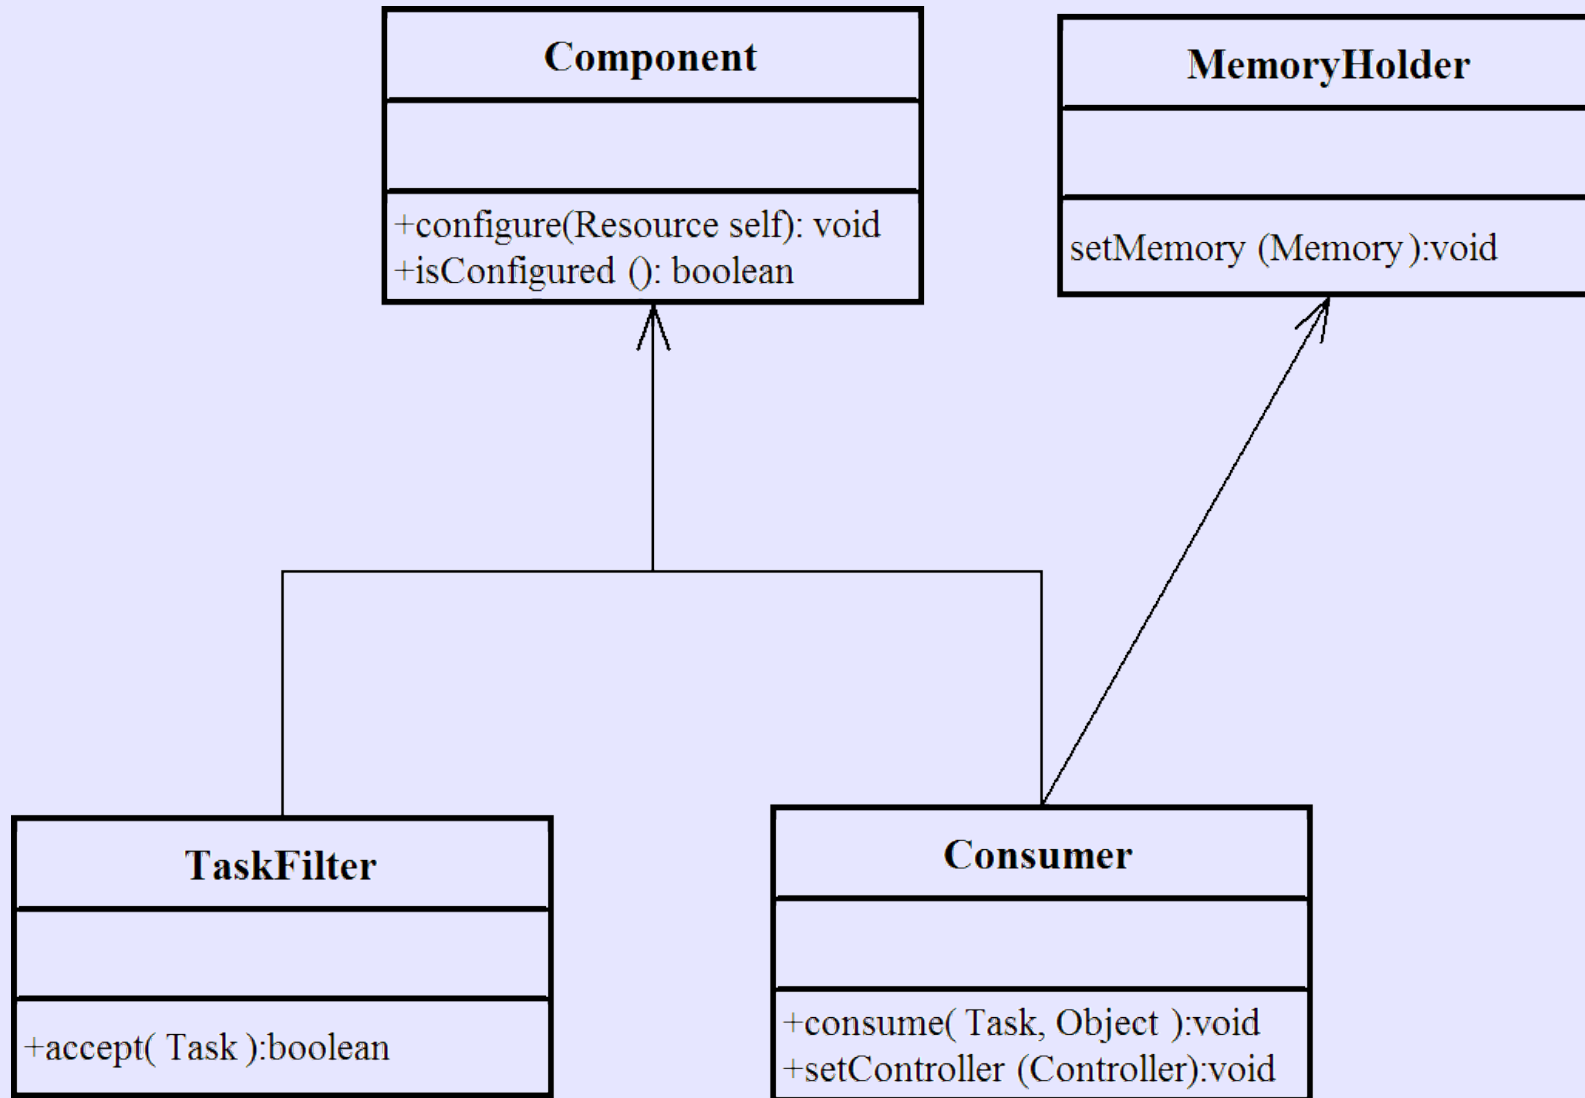 Component
+configure(Resource self): void
+isConfigured (): boolean
MemoryHolder
setMemory (Memory):void
TaskFilter
+accept( Task ):boolean
Consumer
+consume( Task, Object ):void
+setController (Controller):void